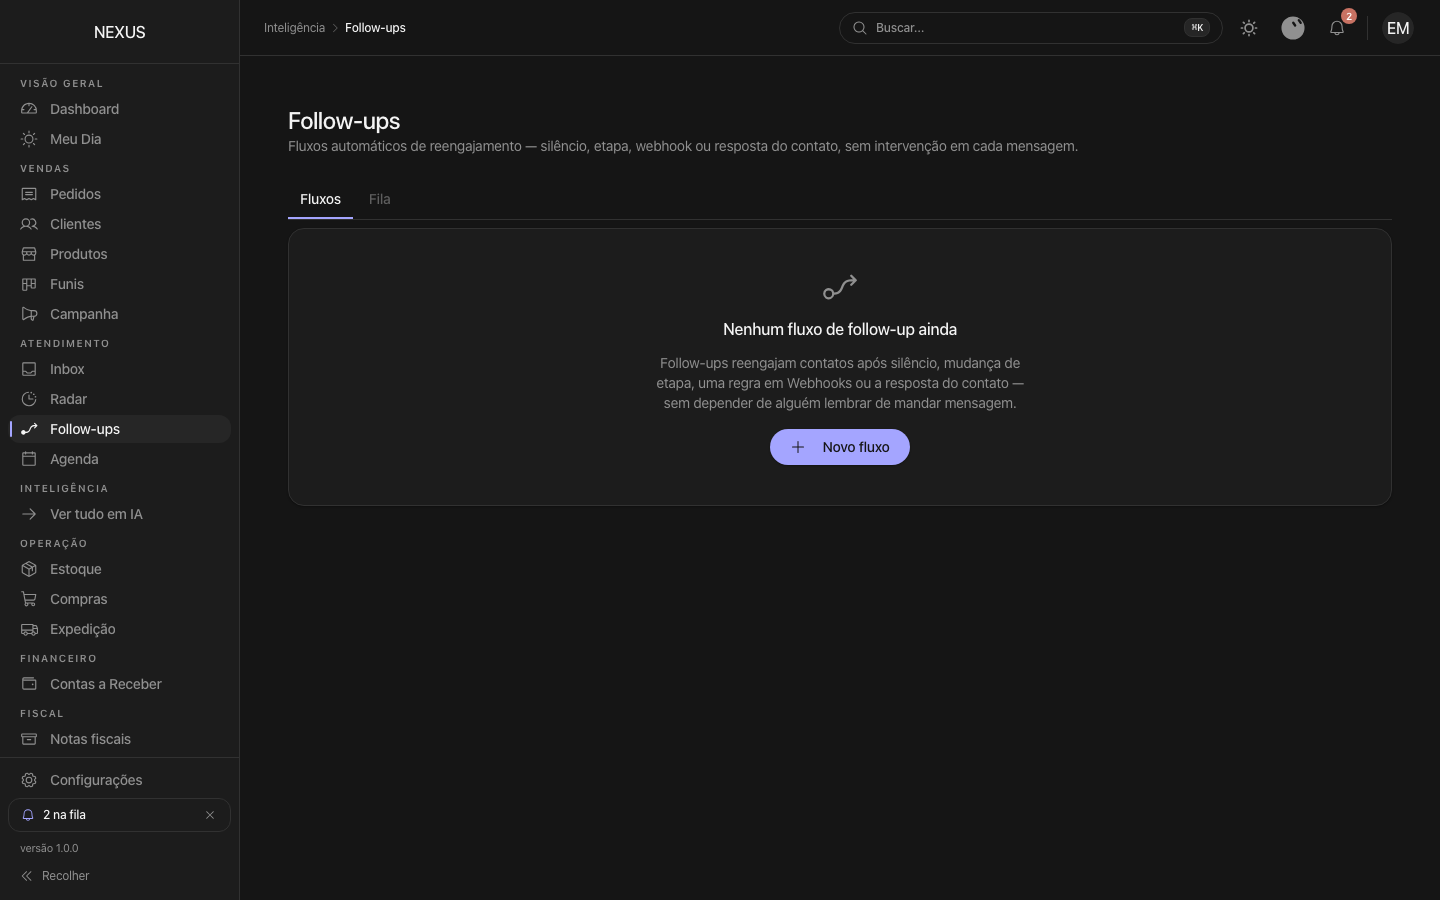 NEXUS
Inteligência > Follow-ups
Buscar...
⌘K
2
EM
VISÃO GERAL
Dashboard
Meu Dia
VENDAS
Pedidos
Clientes
Produtos
Funis
Campanha
ATENDIMENTO
Inbox
Radar
Follow-ups
Agenda
INTELIGÊNCIA
Ver tudo em IA
OPERAÇÃO
Estoque
Compras
Expedição
FINANCEIRO
Contas a Receber
FISCAL
Notas fiscais
Configurações
2 na fila
versão 1.0.0
Recolher
Follow-ups
Fluxos automáticos de reengajamento — silêncio, etapa, webhook ou resposta do contato, sem intervenção em cada mensagem.
Fluxos
Fila
Nenhum fluxo de follow-up ainda
Follow-ups reengajam contatos após silêncio, mudança de
etapa, uma regra em Webhooks ou a resposta do contato —
sem depender de alguém lembrar de mandar mensagem.
Novo fluxo